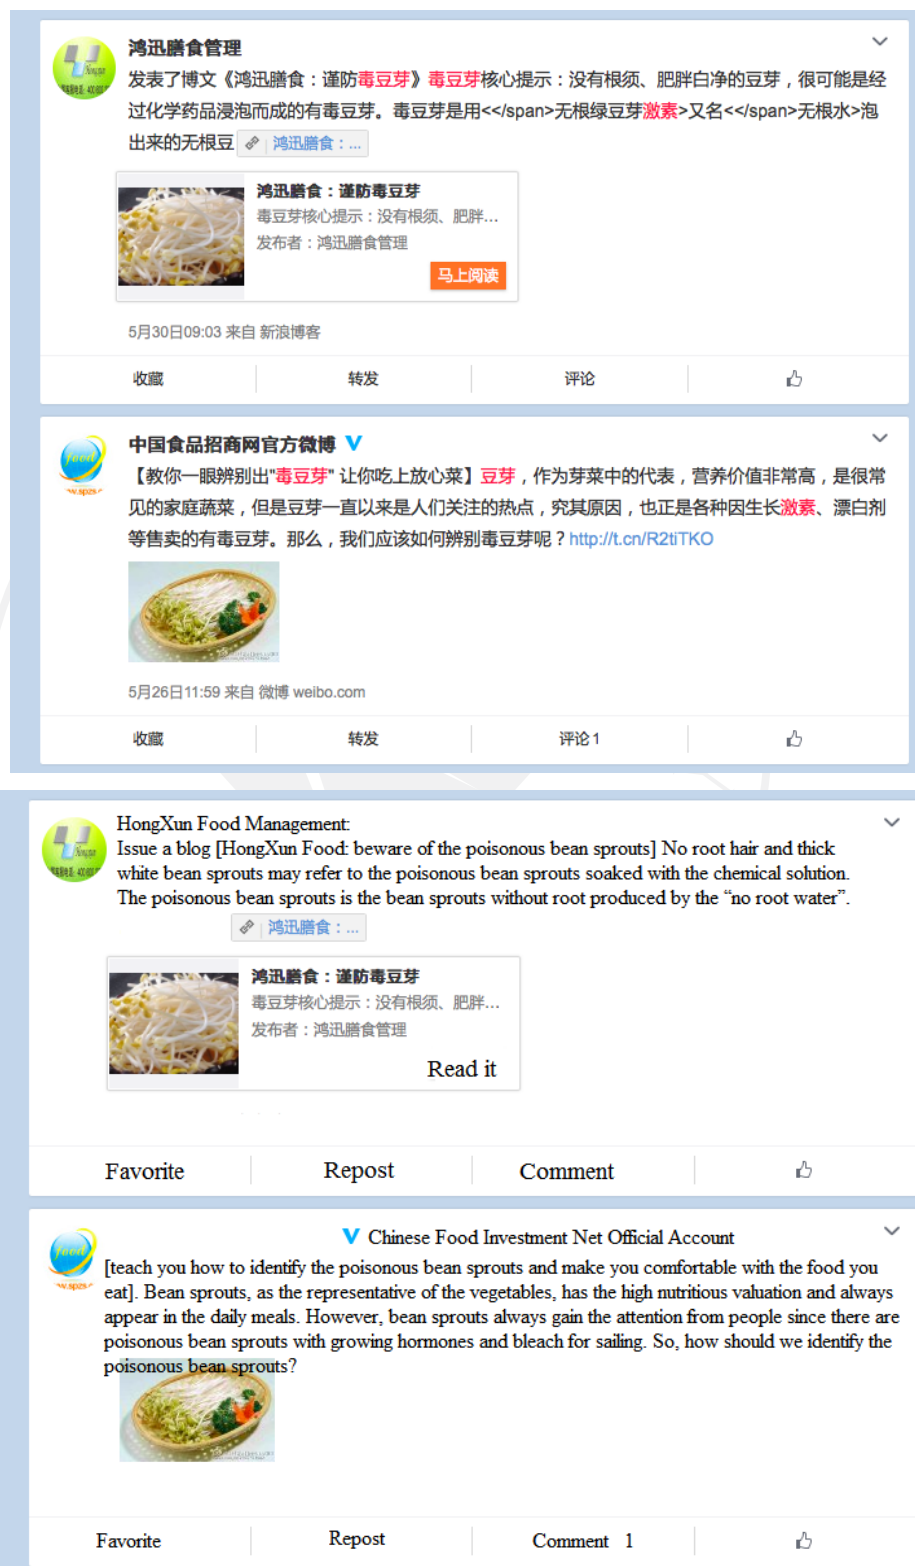 鸿迅膳食管理
发表了博文《鸿迅膳食：谨防毒豆芽》毒豆芽核心提示：没有根须、肥胖白净的豆芽，很可能是经
过化学药品浸泡而成的有毒豆芽。毒豆芽是用<</span>无根绿豆芽激素>又名<</span>无根水>泡
出来的无根豆 鸿迅膳食：...
鸿迅膳食：谨防毒豆芽
毒豆芽核心提示：没有根须、肥胖...
发布者：鸿迅膳食管理
马上阅读
5月30日09:03 来自 新浪博客
收藏 转发 评论
food
中国食品招商网官方微博 V
【教你一眼辨别出"毒豆芽" 让你吃上放心菜】豆芽，作为芽菜中的代表，营养价值非常高，是很常
见的家庭蔬菜，但是豆芽一直以来是人们关注的热点，究其原因，也正是各种因生长激素、漂白剂
等售卖的有毒豆芽。那么，我们应该如何辨别毒豆芽呢？http://t.cn/R2tiTKO
5月26日11:59 来自 微博 weibo.com
收藏 转发 评论1
HongXun Food Management:
Issue a blog [HongXun Food: beware of the poisonous bean sprouts] No root hair and thick
white bean sprouts may refer to the poisonous bean sprouts soaked with the chemical solution.
The poisonous bean sprouts is the bean sprouts without root produced by the “no root water”.
鸿迅膳食：...
鸿迅膳食：谨防毒豆芽
毒豆芽核心提示：没有根须、肥胖...
发布者：鸿迅膳食管理
Read it
Favorite Repost Comment
food
V Chinese Food Investment Net Official Account
[teach you how to identify the poisonous bean sprouts and make you comfortable with the food you
eat]. Bean sprouts, as the representative of the vegetables, has the high nutritious valuation and always
appear in the daily meals. However, bean sprouts always gain the attention from people since there are
poisonous bean sprouts with growing hormones and bleach for sailing. So, how should we identify the
poisonous bean sprouts?
Favorite Repost Comment 1